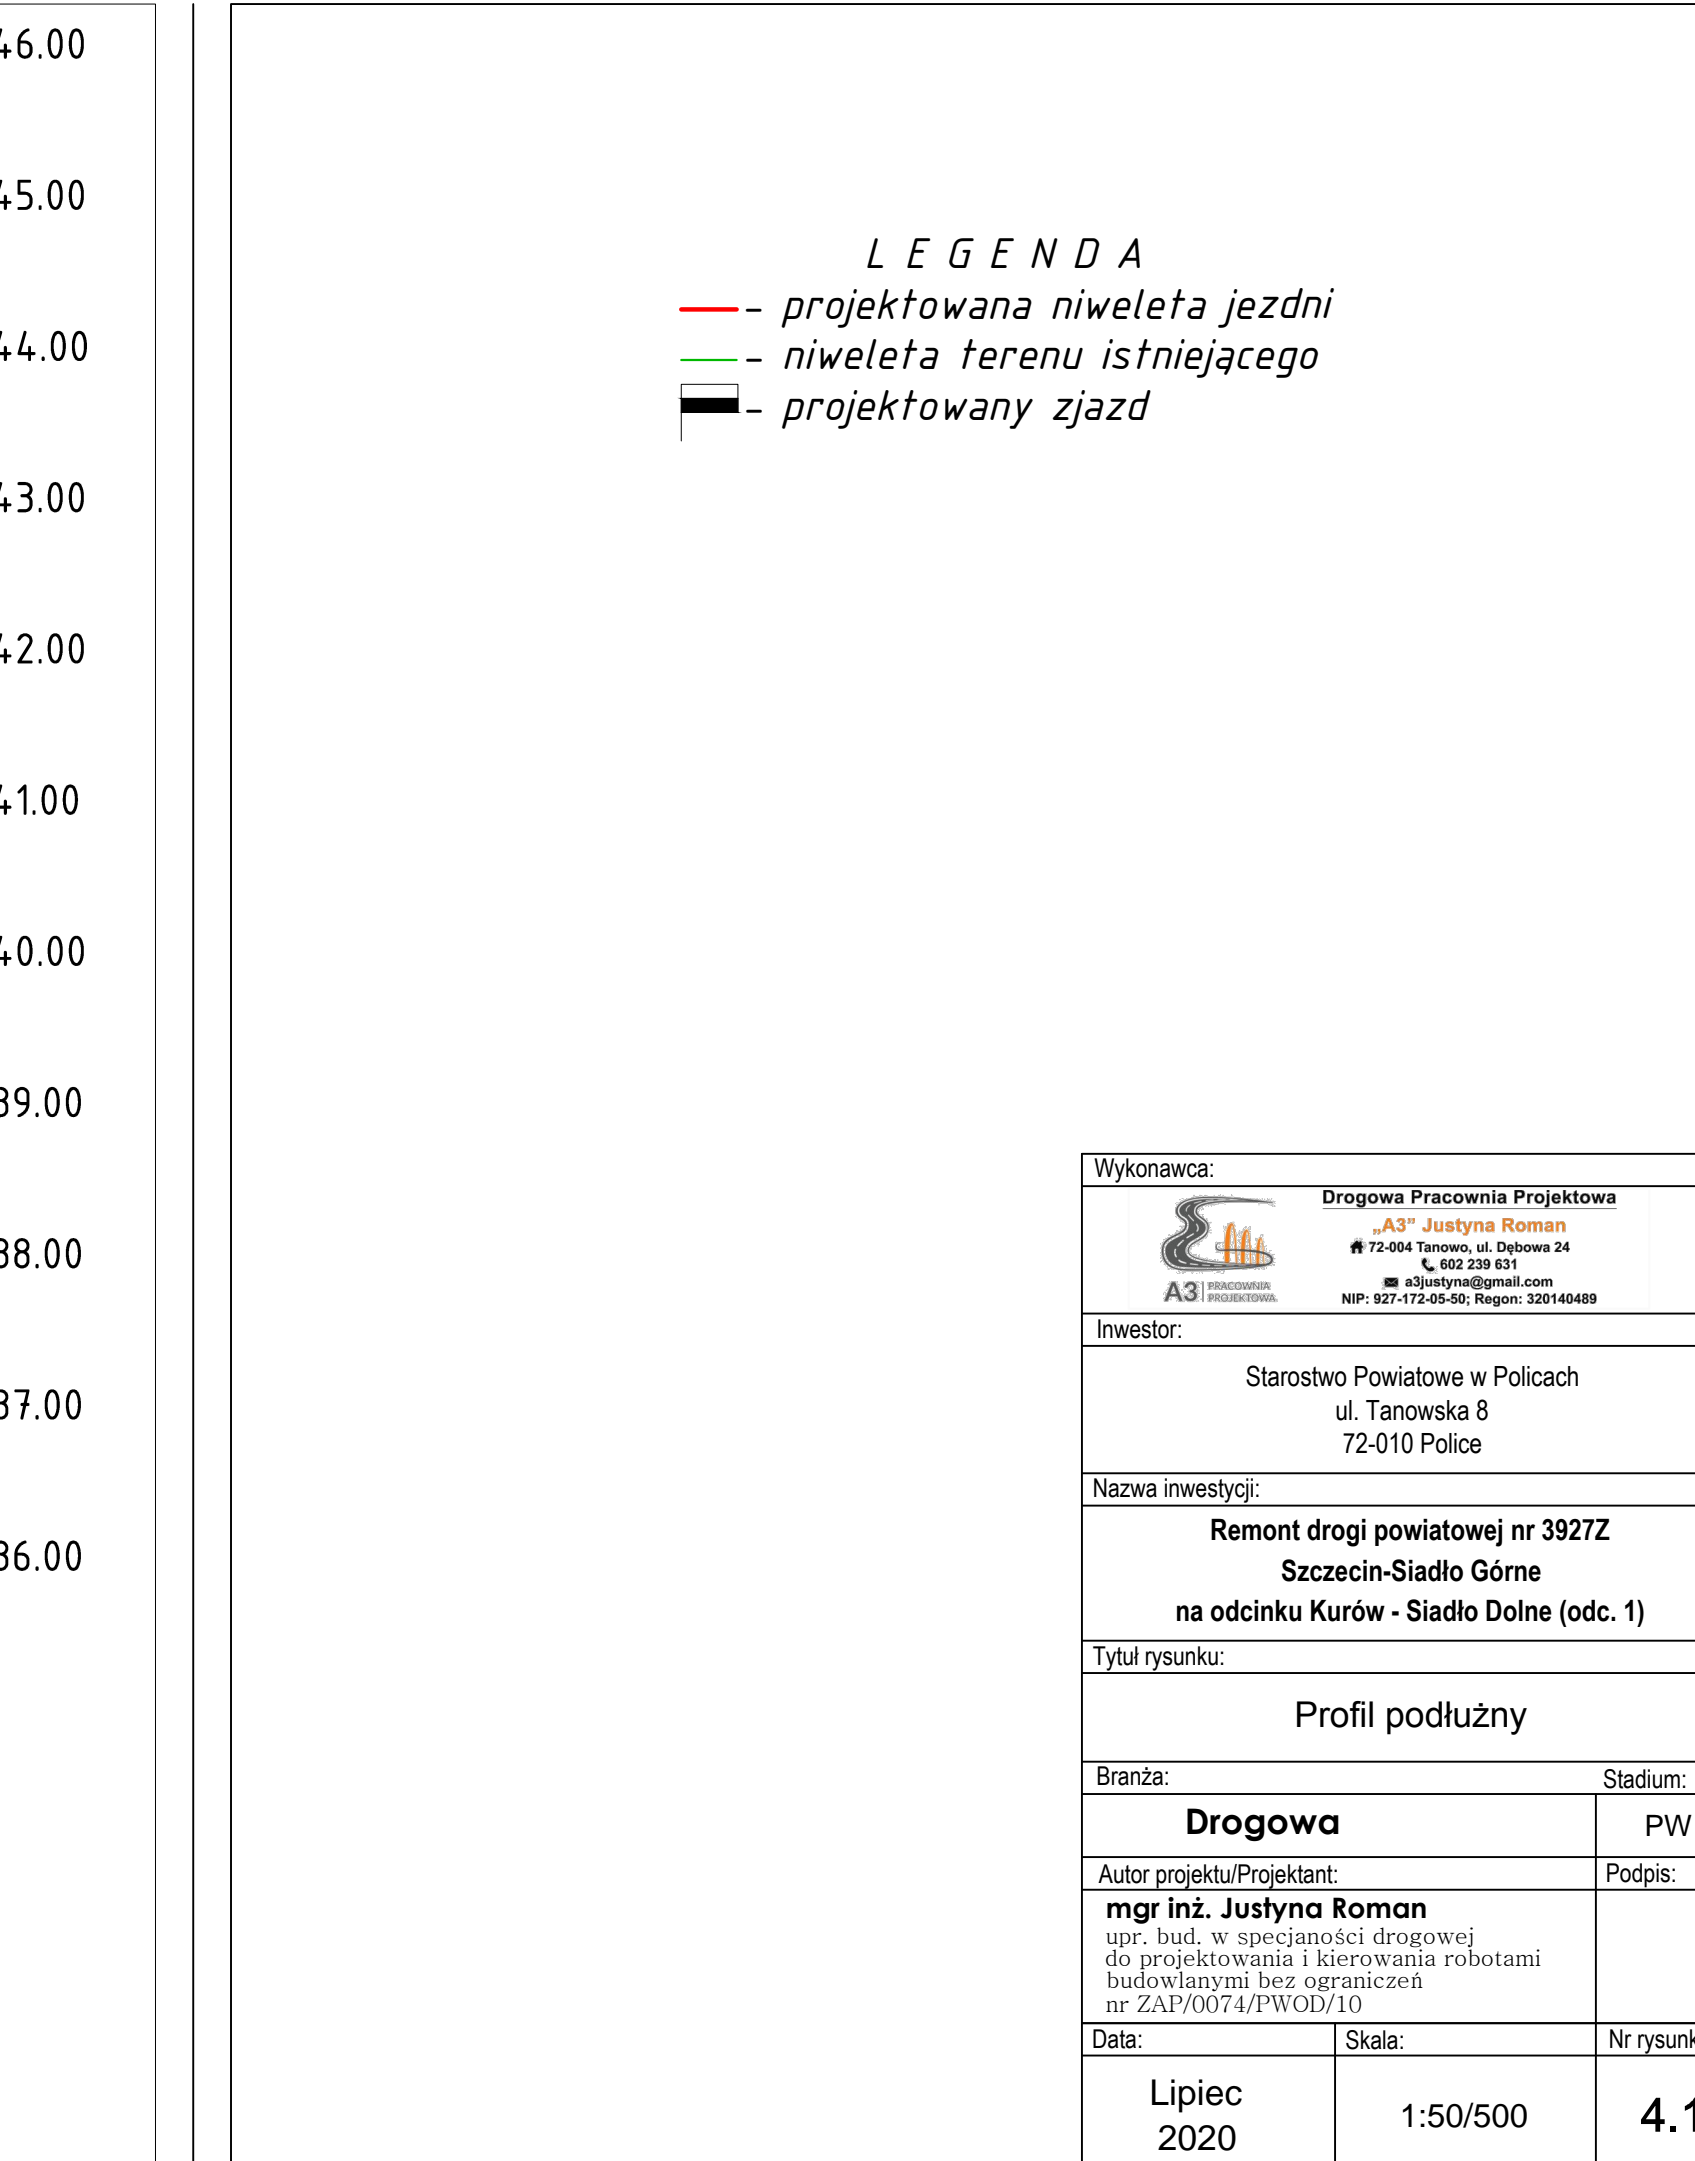 46.00
45.00
44.00
43.00
42.00
41.00
40.00
39.00
38.00
37.00
36.00
LEGENDA
- projektowana niweleta jezdni
- niweleta terenu istniejącego
- projektowany zjazd
Wykonawca:
A3 PRACOWNIA
PROJEKTOWA
Drogowa Pracownia Projektowa
„A3” Justyna Roman
72-004 Tanowo, ul. Dębowa 24
602 239 631
a3justyna@gmail.com
NIP: 927-172-05-50; Regon: 320140489
Inwestor:
Starostwo Powiatowe w Policach
ul. Tanowska 8
72-010 Police
Nazwa inwestycji:
Remont drogi powiatowej nr 3927Z
Szczecin-Siadło Górne
na odcinku Kurów - Siadło Dolne (odc. 1)
Tytuł rysunku:
Profil podłużny
Branża:
Stadium:
Drogowa
PW
Autor projektu/Projektant:
Podpis:
mgr inż. Justyna Roman
upr. bud. w specjaności drogowej
do projektowania i kierowania robotami
budowlanymi bez ograniczeń
nr ZAP/0074/PWOD/10
Data:
Skala:
Nr rysunk
Lipiec
2020
1:50/500
4.1